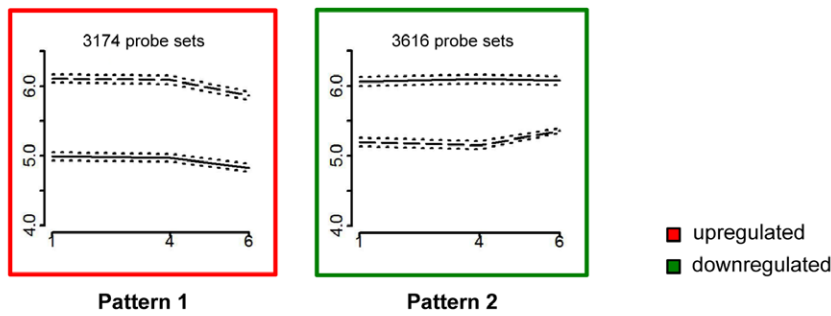 3174 probe sets
6.0
5.0
4.0
1 4 6
Pattern 1
3616 probe sets
6.0
5.0
4.0
1 4 6
Pattern 2
upregulated
downregulated